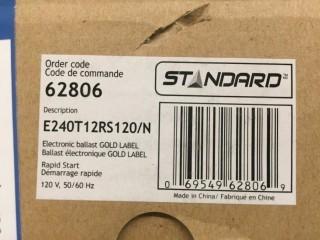 Order code
Code de commande
62806
STANDARD
Description
E240T12RS120/N
Electronic ballast GOLD LABEL
Ballast électronique GOLD LABEL
Rapid Start
Démarrage rapide
120 V, 50/60 Hz
0 69549 62806 9
Made in China/ Fabriqué en Chine